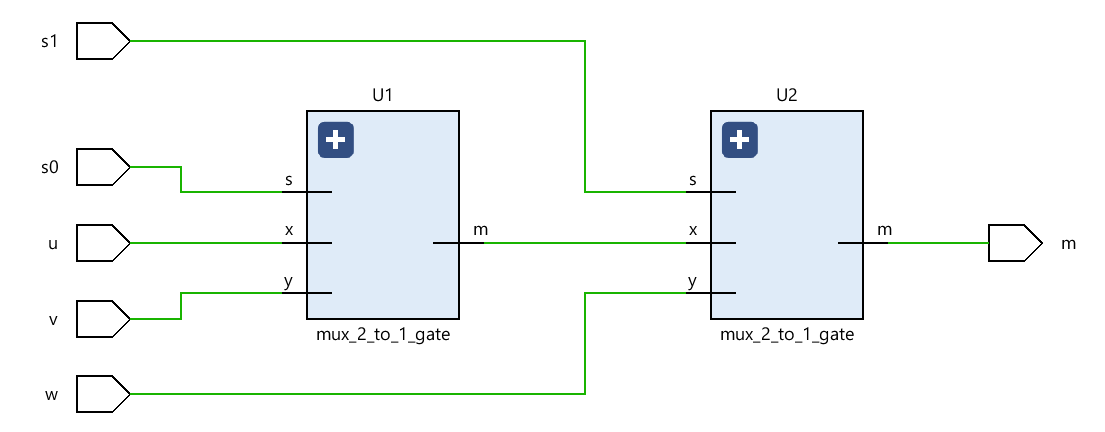 s1
U1
U2
s0
s
s
u
x
m
x
m
m
v
y
y
mux_2_to_1_gate
mux_2_to_1_gate
w